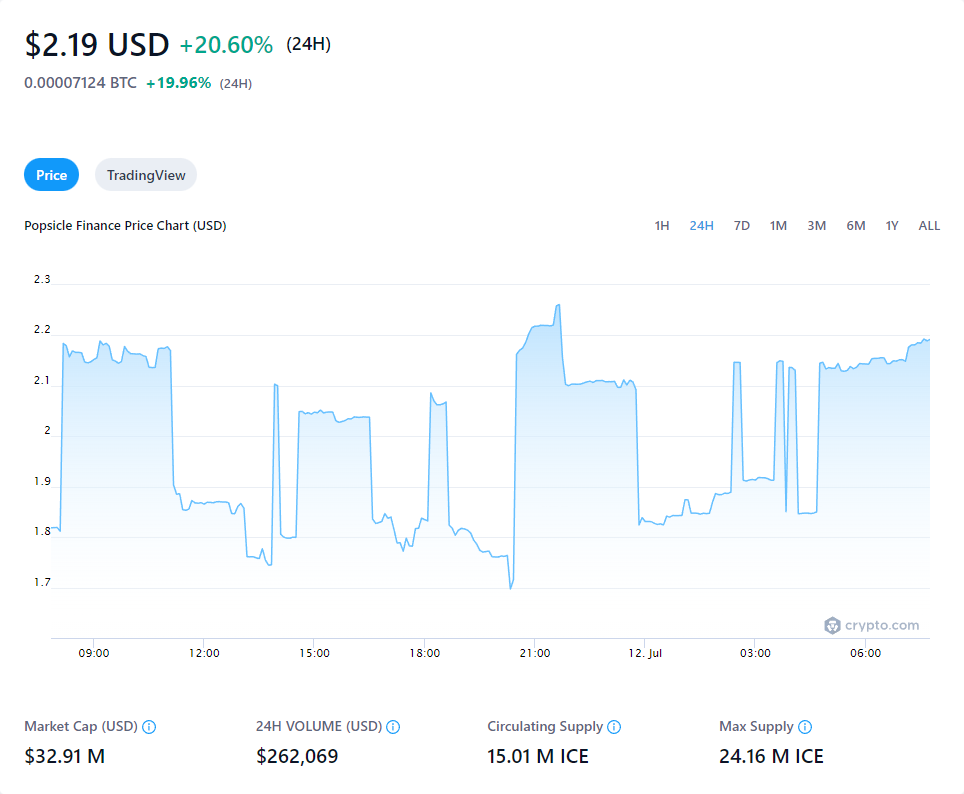 $2.19 USD +20.60% (24H)
0.00007124 BTC +19.96% (24H)
Price TradingView
Popsicle Finance Price Chart (USD) 1H 24H 7D 1M 3M 6M 1Y ALL
2.3
2.2
2.1
2
1.9
1.8
1.7
crypto.com
09:00 12:00 15:00 18:00 21:00 12. Jul 03:00 06:00
Market Cap (USD) 24H VOLUME (USD) Circulating Supply Max Supply
$32.91 M $262,069 15.01 M ICE 24.16 M ICE